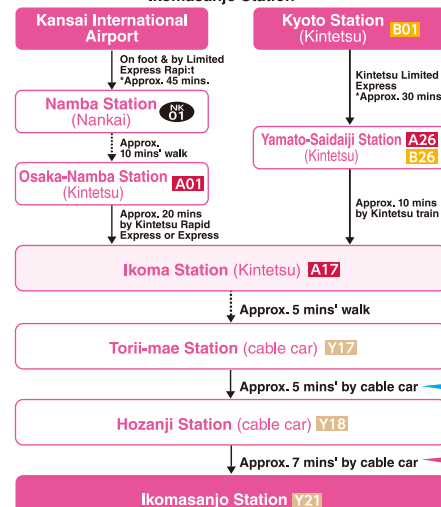 Ikomasanjo Station
Kansai International
Airport
Kyoto Station
(Kintetsu)
B01
On foot & by Limited
Express Rapi:t
*Approx. 45 mins.
Kintetsu Limited
Express
*Approx. 30 mins
Namba Station
(Nankai)
NK
01
Approx.
10 mins' walk
Yamato-Saidaiji Station A26
(Kintetsu) B26
Osaka-Namba Station
(Kintetsu)
A01
Approx. 20 mins
by Kintetsu Rapid
Express or Express
Approx. 10 mins
by Kintetsu train
Ikoma Station (Kintetsu) A17
Approx. 5 mins' walk
Torii-mae Station (cable car) Y17
Approx. 5 mins' by cable car
Hozanji Station (cable car) Y18
Approx. 7 mins' by cable car
Ikomasanjo Station Y21